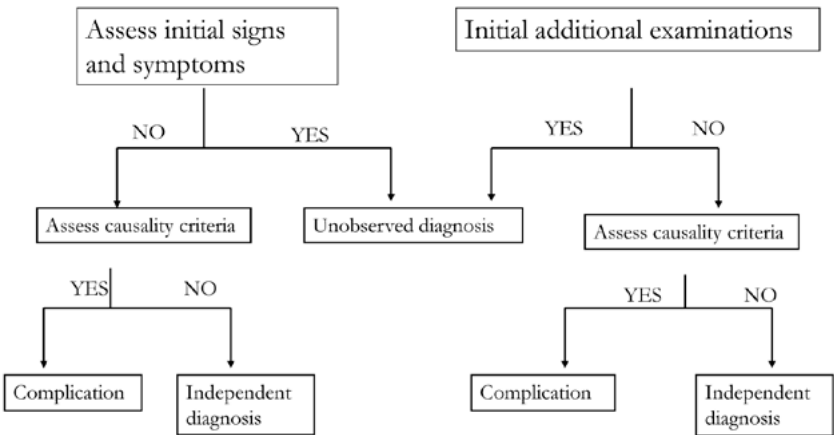 Assess initial signs
and symptoms
Initial additional examinations
NO
YES
YES
NO
Assess causality criteria
Unobserved diagnosis
Assess causality criteria
YES
NO
YES
NO
Complication
Independent
diagnosis
Complication
Independent
diagnosis